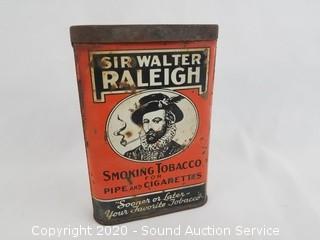 SIR WALTER
RALEIGH
SMOKING TOBACCO
FOR
PIPE AND CIGARETTES
"Sooner or Later-
Your Favorite Tobacco"
Copyright 2020 - Sound Auction Service